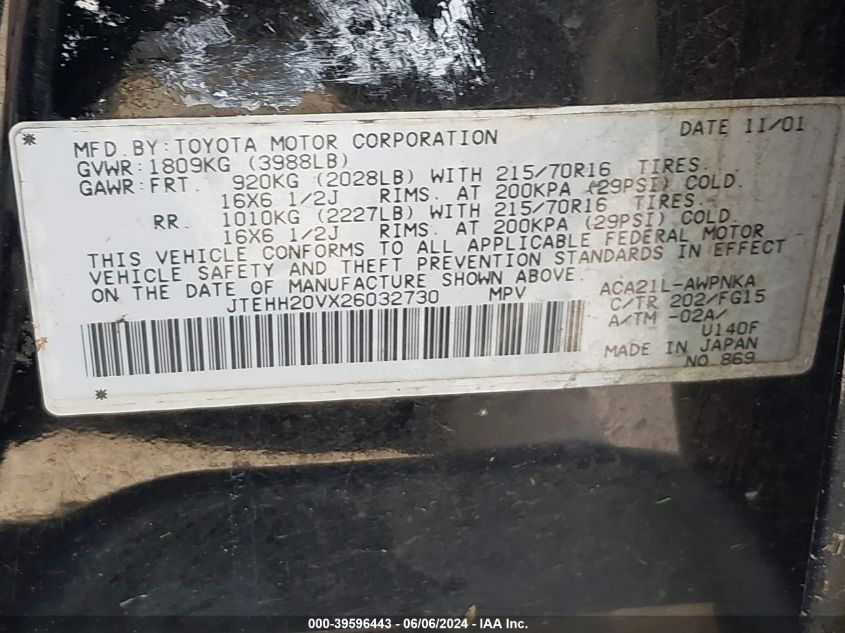 MFD. BY: TOYOTA MOTOR CORPORATION DATE 11/01
GVWR: 1809KG (3988LB)
GAWR: FRT. 920KG (2028LB) WITH 215/70R16 TIRES.
16X6 1/2J RIMS. AT 200KPA (29PSI) COLD.
RR. 1010KG (2227LB) WITH 215/70R16 TIRES.
16X6 1/2J RIMS. AT 200KPA (29PSI) COLD.
THIS VEHICLE CONFORMS TO ALL APPLICABLE FEDERAL MOTOR
VEHICLE SAFETY AND THEFT PREVENTION STANDARDS IN EFFECT
ON THE DATE OF MANUFACTURE SHOWN ABOVE.
JTEHH20VX26032730 MPV ACA21L-AWPNKA
C/TR 202/FG15
A/TM -02A/
U140F
MADE IN JAPAN
NO 869
000-39596443 - 06/06/2024 - IAA Inc.